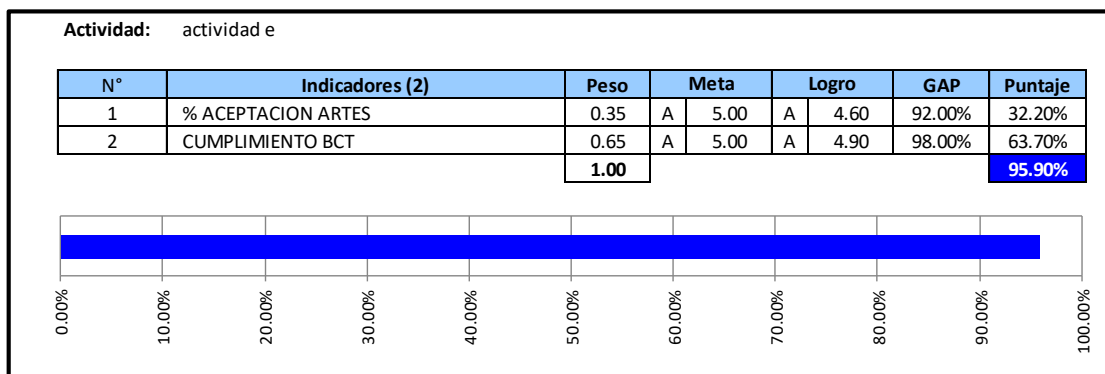 Actividad: actividad e
N° Indicadores (2) Peso Meta Logro GAP Puntaje
1 % ACEPTACION ARTES 0.35 A 5.00 A 4.60 92.00% 32.20%
2 CUMPLIMIENTO BCT 0.65 A 5.00 A 4.90 98.00% 63.70%
1.00 95.90%
0.00% 10.00% 20.00% 30.00% 40.00% 50.00% 60.00% 70.00% 80.00% 90.00% 100.00%